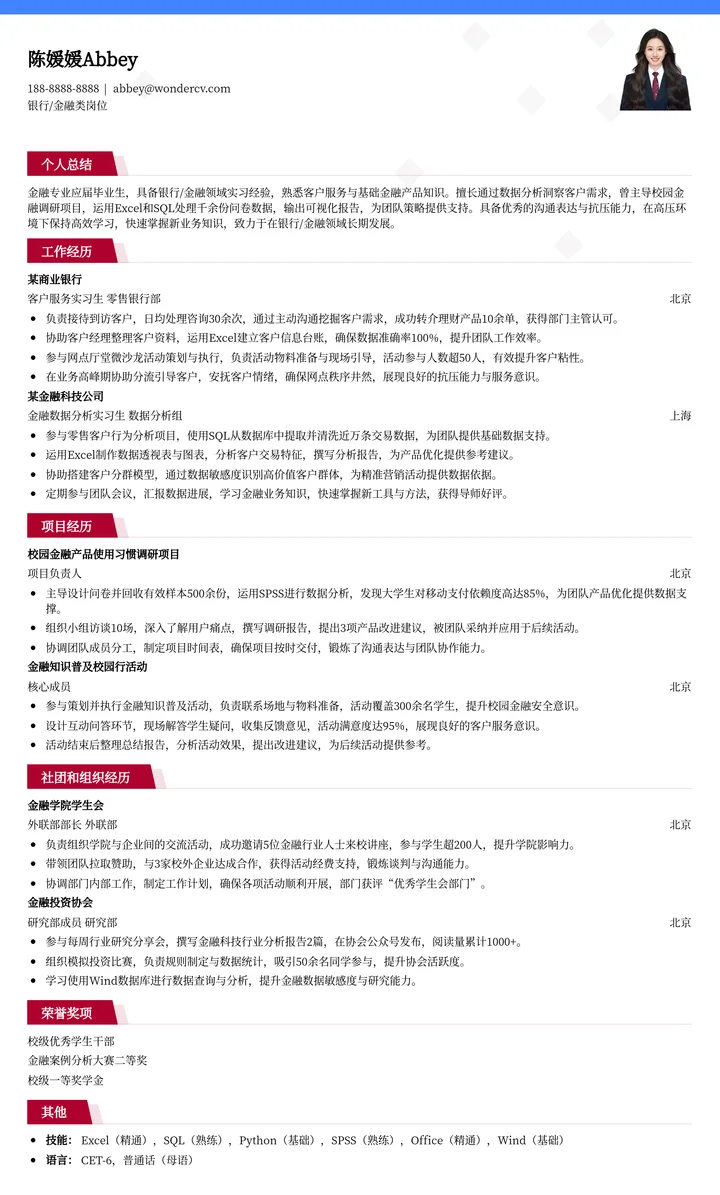 陈媛媛Abbey
188-8888-8888 | abbey@wondercv.com
银行/金融类岗位
个人总结
金融专业应届毕业生，具备银行/金融领域实习经验，熟悉客户服务与基础金融产品知识。擅长通过数据分析洞察客户需求，曾主导校园金
融调研项目，运用Excel和SQL处理千余份问卷数据，输出可视化报告，为团队策略提供支持。具备优秀的沟通表达与抗压能力，在高压环
境下保持高效学习，快速掌握新业务知识，致力于在银行/金融领域长期发展。
工作经历
某商业银行
客户服务实习生 零售银行部 北京
• 负责接待到访客户，日均处理咨询30余次，通过主动沟通挖掘客户需求，成功转介理财产品10余单，获得部门主管认可。
• 协助客户经理整理客户资料，运用Excel建立客户信息台账，确保数据准确率100%，提升团队工作效率。
• 参与网点厅堂微沙龙活动策划与执行，负责活动物料准备与现场引导，活动参与人数超50人，有效提升客户粘性。
• 在业务高峰期协助分流引导客户，安抚客户情绪，确保网点秩序井然，展现良好的抗压能力与服务意识。
某金融科技公司
金融数据分析实习生 数据分析组 上海
• 参与零售客户行为分析项目，使用SQL从数据库中提取并清洗近万条交易数据，为团队提供基础数据支持。
• 运用Excel制作数据透视表与图表，分析客户交易特征，撰写分析报告，为产品优化提供参考建议。
• 协助搭建客户分群模型，通过数据敏感度识别高价值客户群体，为精准营销活动提供数据依据。
• 定期参与团队会议，汇报数据进展，学习金融业务知识，快速掌握新工具与方法，获得导师好评。
项目经历
校园金融产品使用习惯调研项目
项目负责人 北京
• 主导设计问卷并回收有效样本500余份，运用SPSS进行数据分析，发现大学生对移动支付依赖度高达85%，为团队产品优化提供数据支
撑。
• 组织小组访谈10场，深入了解用户痛点，撰写调研报告，提出3项产品改进建议，被团队采纳并应用于后续活动。
• 协调团队成员分工，制定项目时间表，确保项目按时交付，锻炼了沟通表达与团队协作能力。
金融知识普及校园行活动
核心成员 北京
• 参与策划并执行金融知识普及活动，负责联系场地与物料准备，活动覆盖300余名学生，提升校园金融安全意识。
• 设计互动问答环节，现场解答学生疑问，收集反馈意见，活动满意度达95%，展现良好的客户服务意识。
• 活动结束后整理总结报告，分析活动效果，提出改进建议，为后续活动提供参考。
社团和组织经历
金融学院学生会
外联部部长 外联部 北京
• 负责组织学院与企业间的交流活动，成功邀请5位金融行业人士来校讲座，参与学生超200人，提升学院影响力。
• 带领团队拉取赞助，与3家校外企业达成合作，获得活动经费支持，锻炼谈判与沟通能力。
• 协调部门内部工作，制定工作计划，确保各项活动顺利开展，部门获评“优秀学生会部门”。
金融投资协会
研究部成员 研究部 北京
• 参与每周行业研究分享会，撰写金融科技行业分析报告2篇，在协会公众号发布，阅读量累计1000+。
• 组织模拟投资比赛，负责规则制定与数据统计，吸引50余名同学参与，提升协会活跃度。
• 学习使用Wind数据库进行数据查询与分析，提升金融数据敏感度与研究能力。
荣誉奖项
校级优秀学生干部
金融案例分析大赛二等奖
校级一等奖学金
其他
• 技能： Excel（精通），SQL（熟练），Python（基础），SPSS（熟练），Office（精通），Wind（基础）
• 语言： CET-6，普通话（母语）